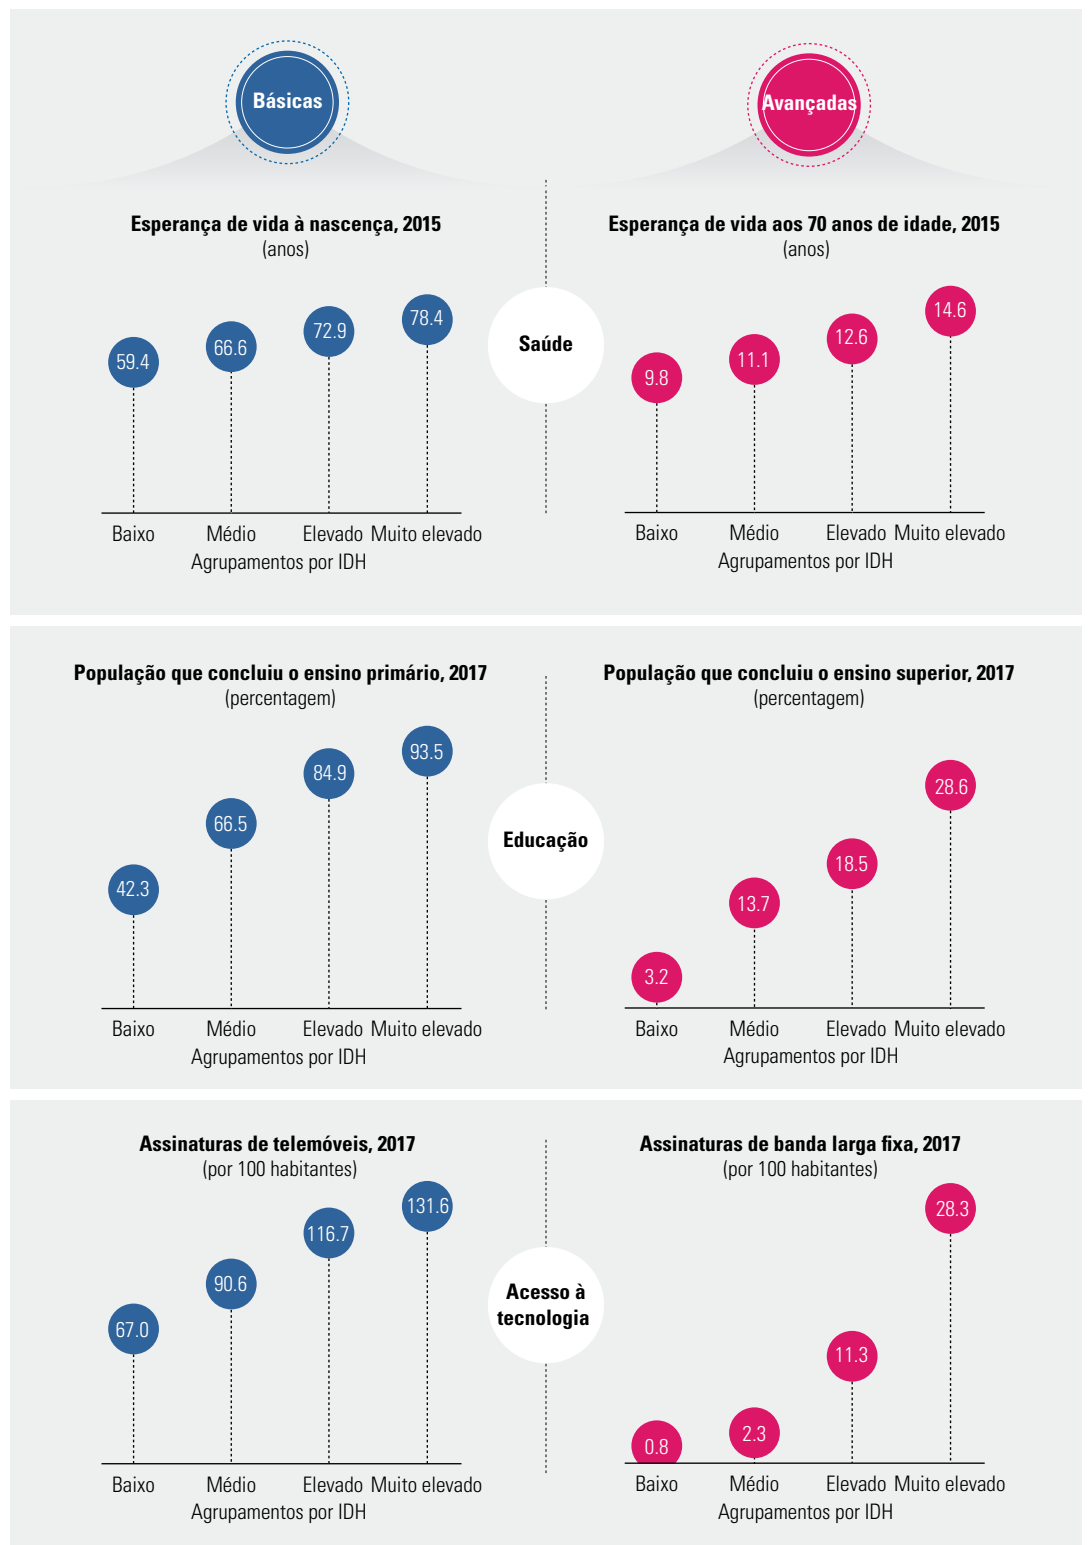 Básicas
Avançadas
Esperança de vida à nascença, 2015
(anos)
59.4
66.6
72.9
78.4
Baixo Médio Elevado Muito elevado
Agrupamentos por IDH
Saúde
Esperança de vida aos 70 anos de idade, 2015
(anos)
9.8
11.1
12.6
14.6
Baixo Médio Elevado Muito elevado
Agrupamentos por IDH
População que concluiu o ensino primário, 2017
(percentagem)
42.3
66.5
84.9
93.5
Baixo Médio Elevado Muito elevado
Agrupamentos por IDH
Educação
População que concluiu o ensino superior, 2017
(percentagem)
3.2
13.7
18.5
28.6
Baixo Médio Elevado Muito elevado
Agrupamentos por IDH
Assinaturas de telemóveis, 2017
(por 100 habitantes)
67.0
90.6
116.7
131.6
Baixo Médio Elevado Muito elevado
Agrupamentos por IDH
Acesso à
tecnologia
Assinaturas de banda larga fixa, 2017
(por 100 habitantes)
0.8
2.3
11.3
28.3
Baixo Médio Elevado Muito elevado
Agrupamentos por IDH